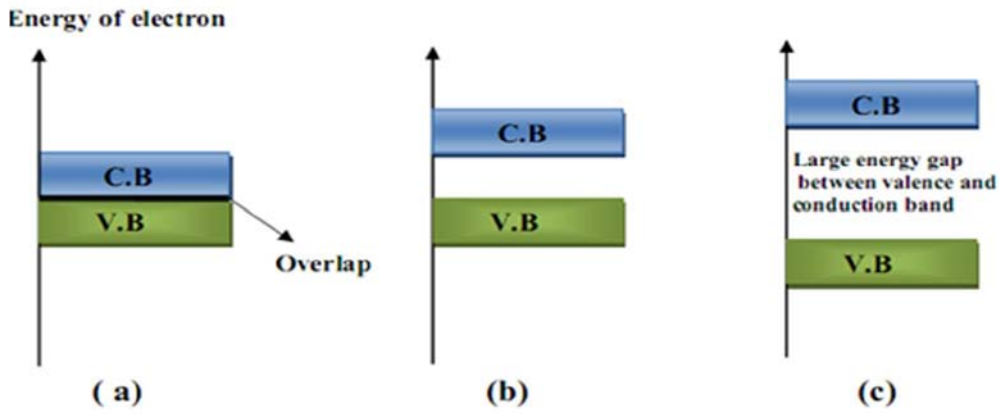 Energy of electron
C.B
V.B
Overlap
( a)
C.B
V.B
(b)
C.B
Large energy gap
between valence and
conduction band
V.B
(c)